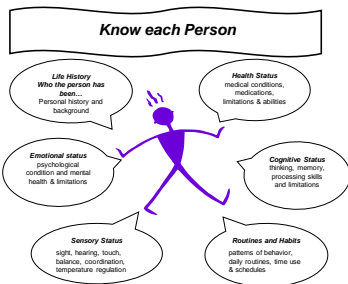 Know each Person
Life History
Who the person has
been…
Personal history and
background
Health Status
medical conditions,
medications,
limitations & abilities
Emotional status
psychological
condition and mental
health & limitations
Cognitive Status
thinking, memory,
processing skills
and limitations
Sensory Status
sight, hearing, touch,
balance, coordination,
temperature regulation
Routines and Habits
patterns of behavior,
daily routines, time use
& schedules